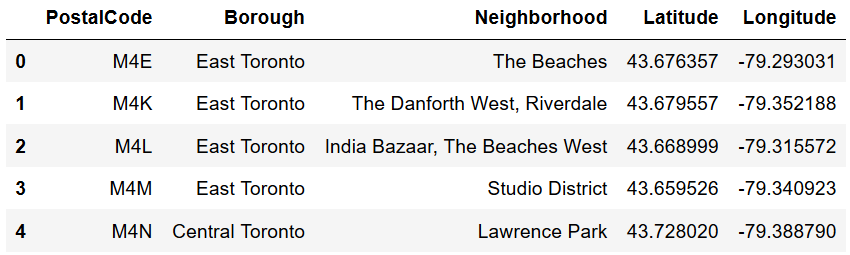 PostalCode Borough Neighborhood Latitude Longitude
0 M4E East Toronto The Beaches 43.676357 -79.293031
1 M4K East Toronto The Danforth West, Riverdale 43.679557 -79.352188
2 M4L East Toronto India Bazaar, The Beaches West 43.668999 -79.315572
3 M4M East Toronto Studio District 43.659526 -79.340923
4 M4N Central Toronto Lawrence Park 43.728020 -79.388790